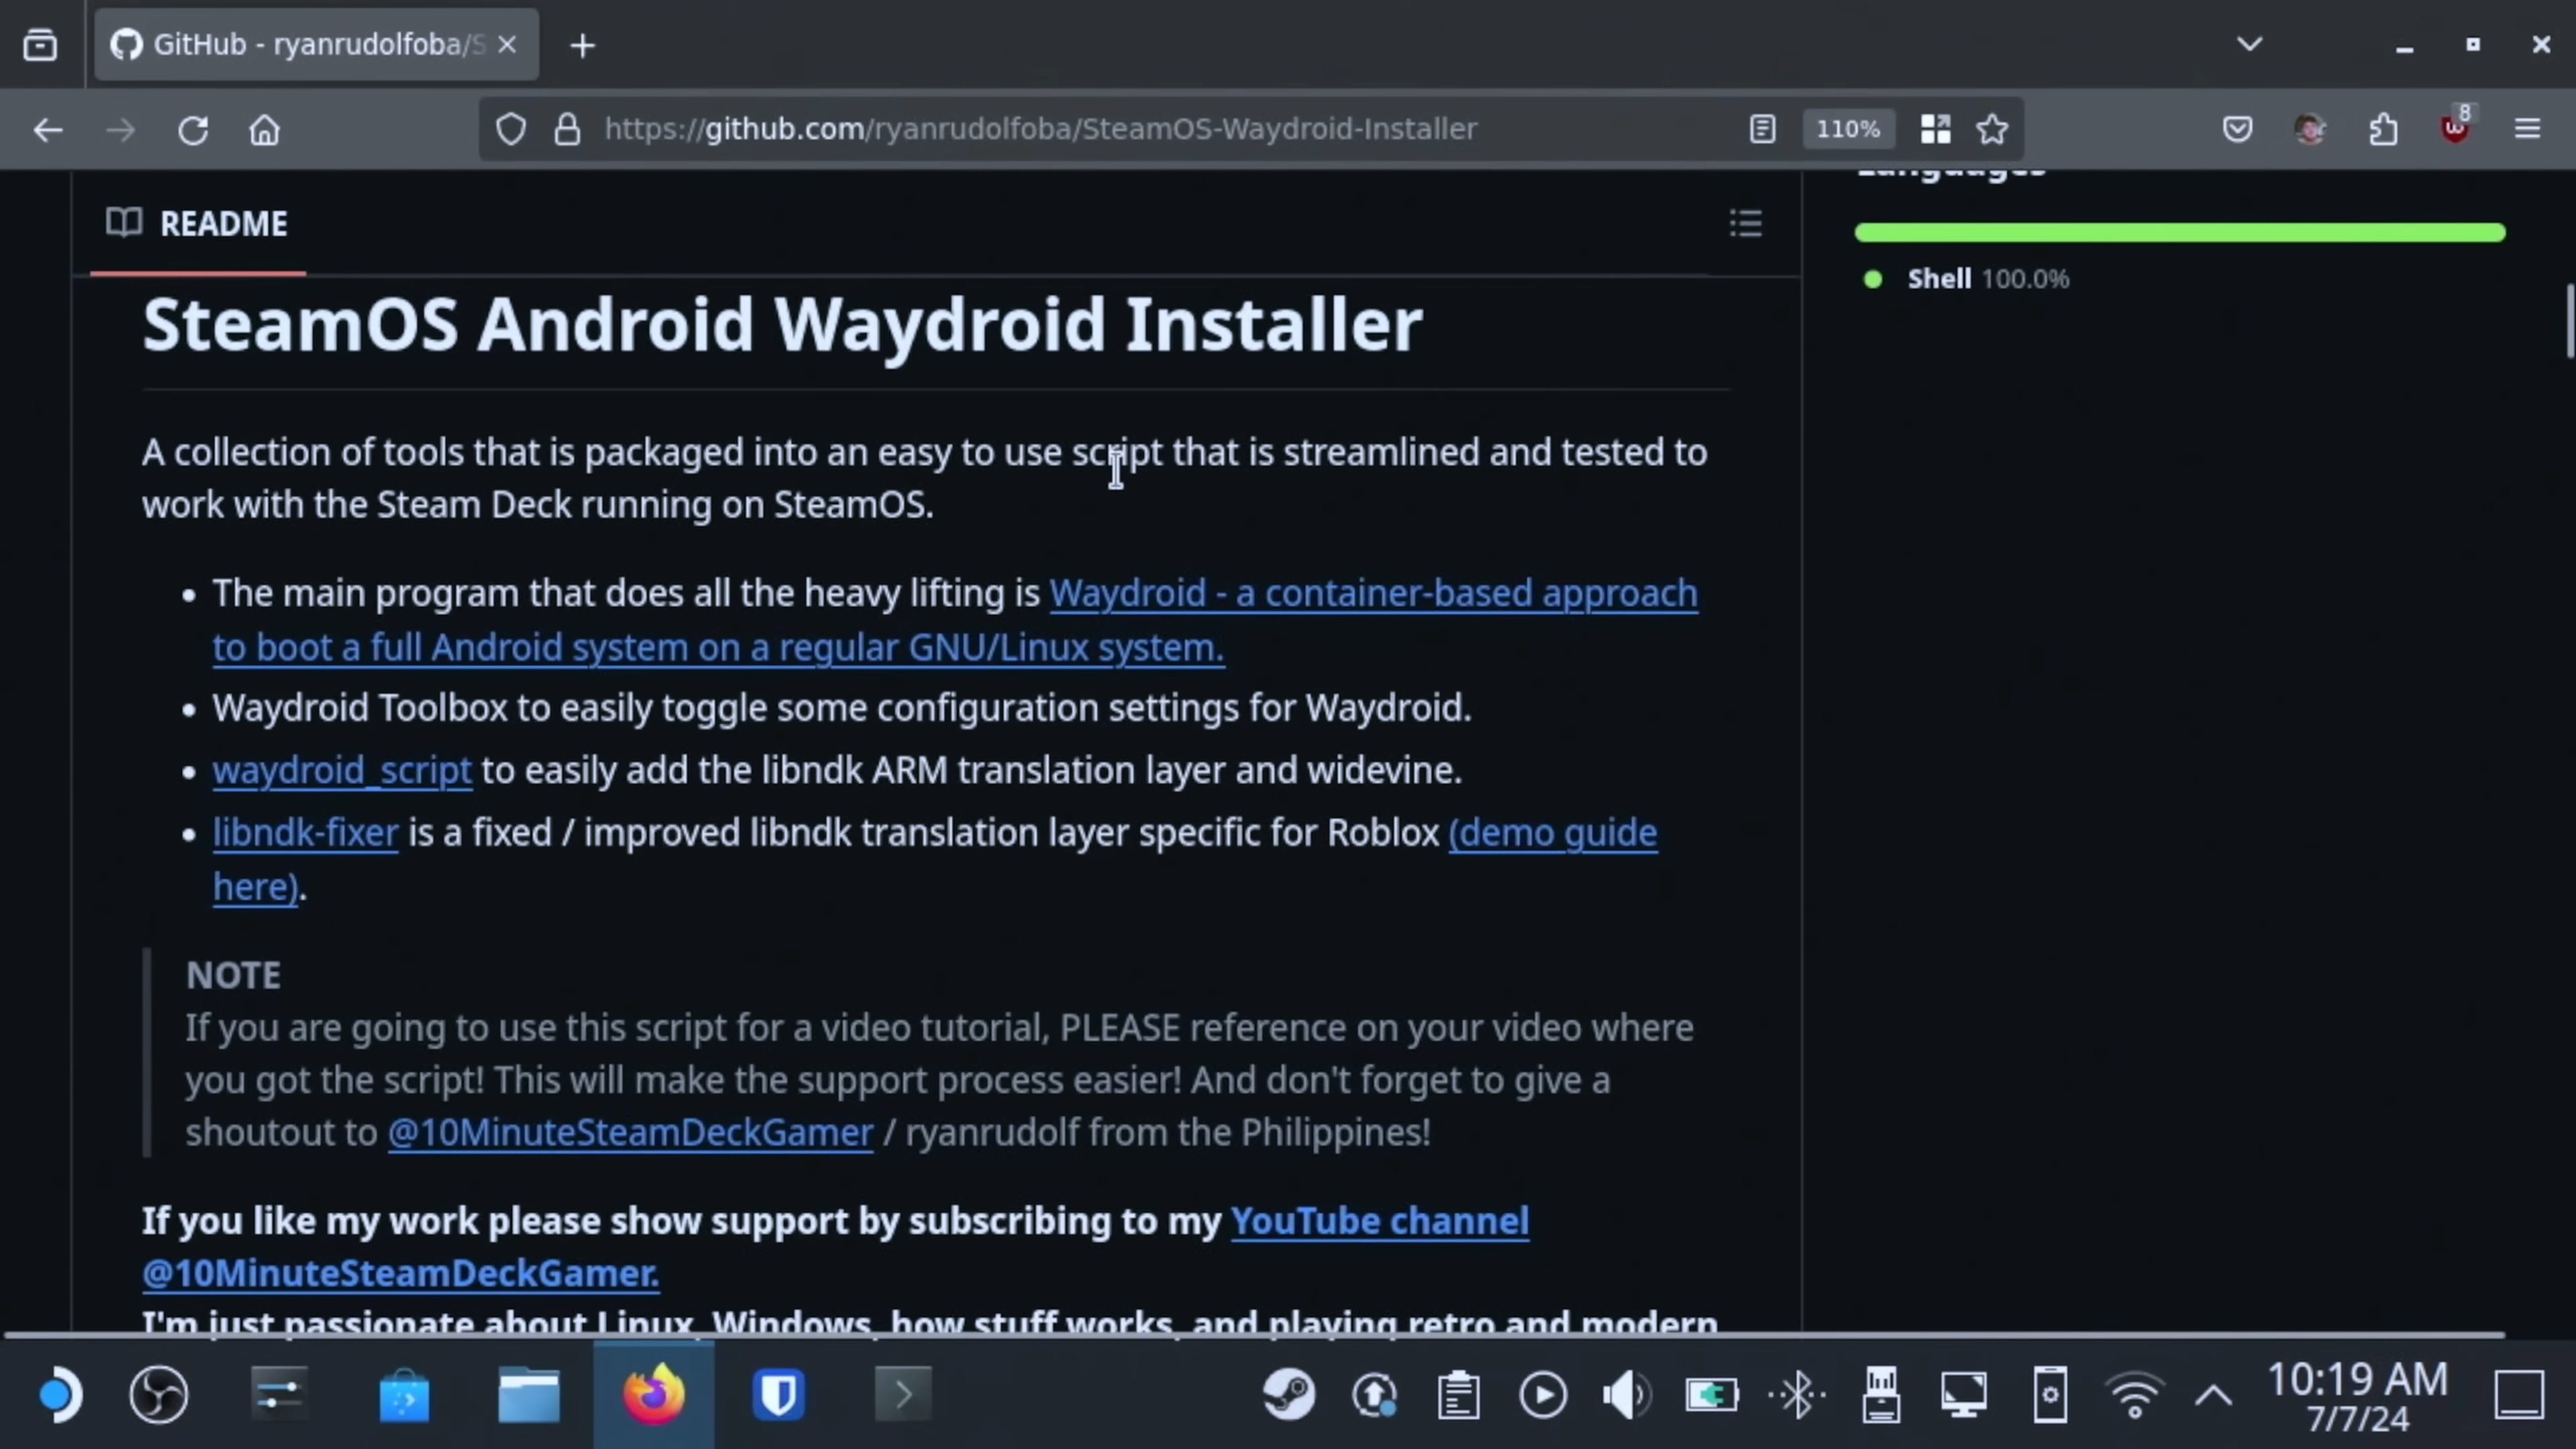 GitHub - ryanrudolfoba/S
https://github.com/ryanrudolfoba/SteamOS-Waydroid-Installer
110%
8
README
Languages
Shell 100.0%
SteamOS Android Waydroid Installer
A collection of tools that is packaged into an easy to use script that is streamlined and tested to
work with the Steam Deck running on SteamOS.
• The main program that does all the heavy lifting is Waydroid - a container-based approach
to boot a full Android system on a regular GNU/Linux system.
• Waydroid Toolbox to easily toggle some configuration settings for Waydroid.
• waydroid_script to easily add the libndk ARM translation layer and widevine.
• libndk-fixer is a fixed / improved libndk translation layer specific for Roblox (demo guide
here).
NOTE
If you are going to use this script for a video tutorial, PLEASE reference on your video where
you got the script! This will make the support process easier! And don't forget to give a
shoutout to @10MinuteSteamDeckGamer / ryanrudolf from the Philippines!
If you like my work please show support by subscribing to my YouTube channel
@10MinuteSteamDeckGamer.
I'm just passionate about Linux, Windows, how stuff works, and playing retro and modern
10:19 AM
7/7/24